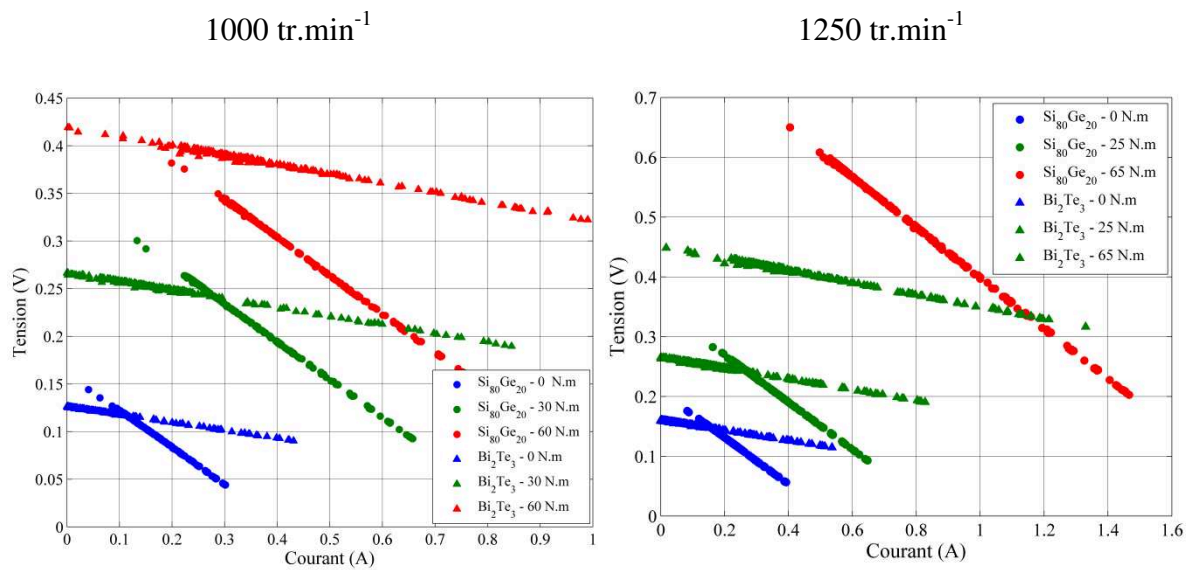 1000 tr.min⁻¹
1250 tr.min⁻¹
Tension (V)
0.45
0.4
0.35
0.3
0.25
0.2
0.15
0.1
0.05
0
0 0.1 0.2 0.3 0.4 0.5 0.6 0.7 0.8 0.9 1
Courant (A)
Si₈₀Ge₂₀ - 0 N.m
Si₈₀Ge₂₀ - 30 N.m
Si₈₀Ge₂₀ - 60 N.m
Bi₂Te₃ - 0 N.m
Bi₂Te₃ - 30 N.m
Bi₂Te₃ - 60 N.m
Tension (V)
0.7
0.6
0.5
0.4
0.3
0.2
0.1
0
0 0.2 0.4 0.6 0.8 1 1.2 1.4 1.6
Courant (A)
Si₈₀Ge₂₀ - 0 N.m
Si₈₀Ge₂₀ - 25 N.m
Si₈₀Ge₂₀ - 65 N.m
Bi₂Te₃ - 0 N.m
Bi₂Te₃ - 25 N.m
Bi₂Te₃ - 65 N.m